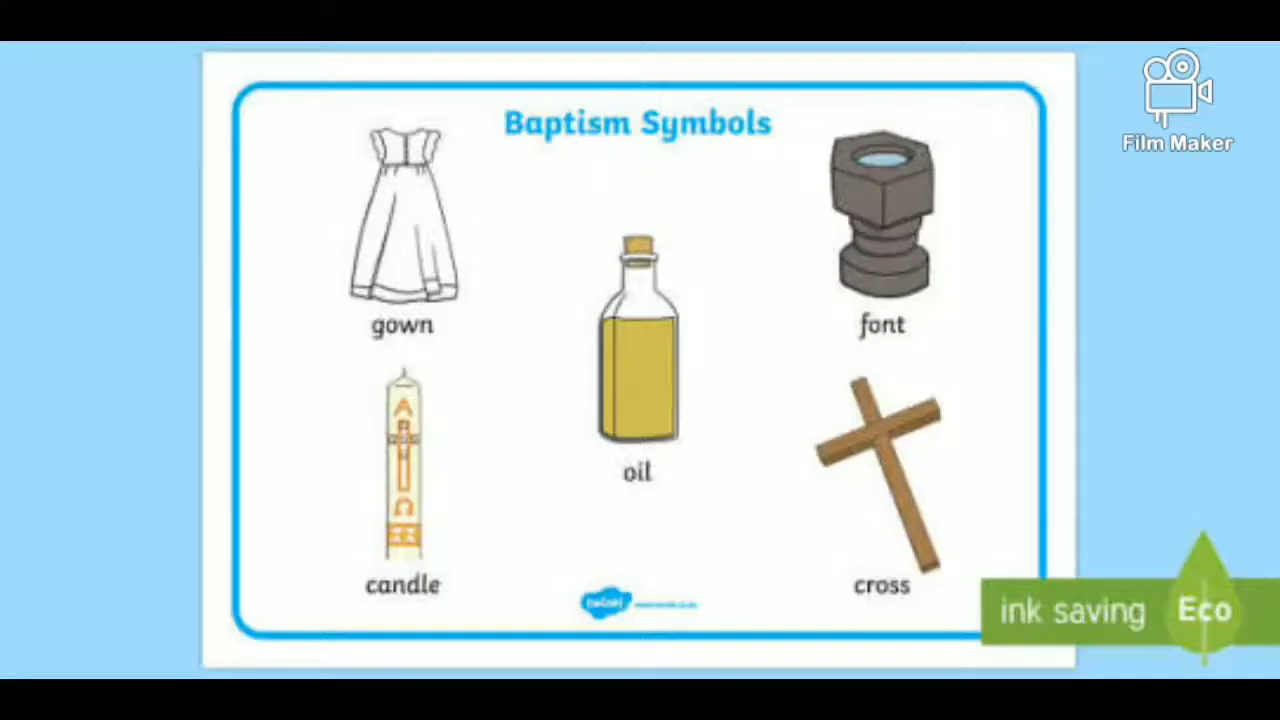 Baptism Symbols
Film Maker
gown
font
oil
candle
cross
A
Ω
ink saving
Eco